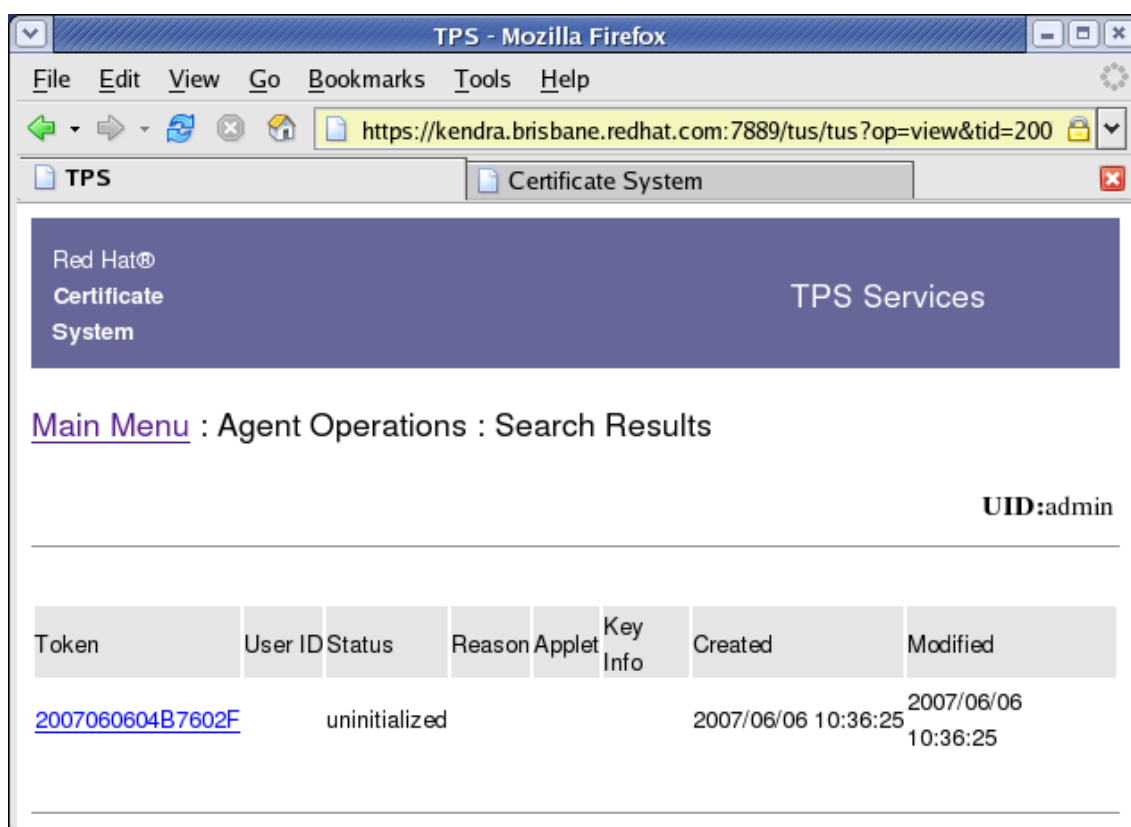 TPS - Mozilla Firefox
File Edit View Go Bookmarks Tools Help
https://kendra.brisbane.redhat.com:7889/tus/tus?op=view&tid=200
TPS Certificate System
Red Hat®
Certificate
System
TPS Services
Main Menu : Agent Operations : Search Results
UID:admin
Token User ID Status Reason Applet Key Info Created Modified
2007060604B7602F uninitialized 2007/06/06 10:36:25 2007/06/06
10:36:25